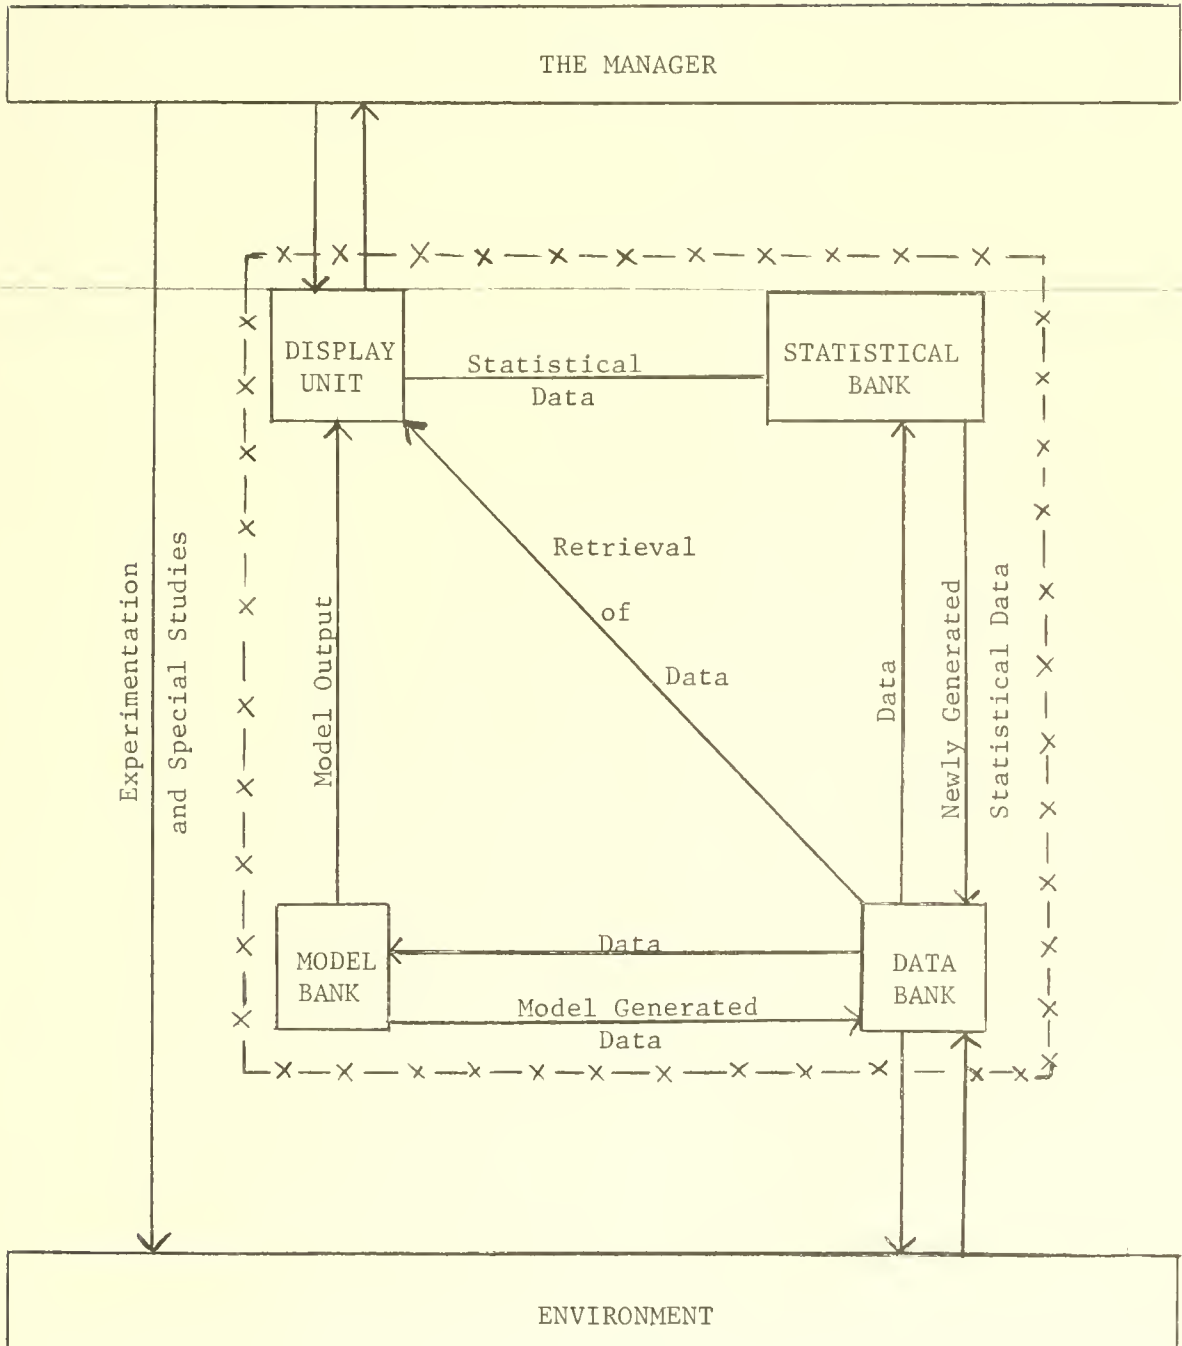 THE MANAGER
DISPLAY
UNIT
Statistical
Data
STATISTICAL
BANK
Experimentation
and Special Studies
Model Output
Retrieval
of
Data
Data
Newly Generated
Statistical Data
MODEL
BANK
Data
Model Generated
Data
DATA
BANK
ENVIRONMENT